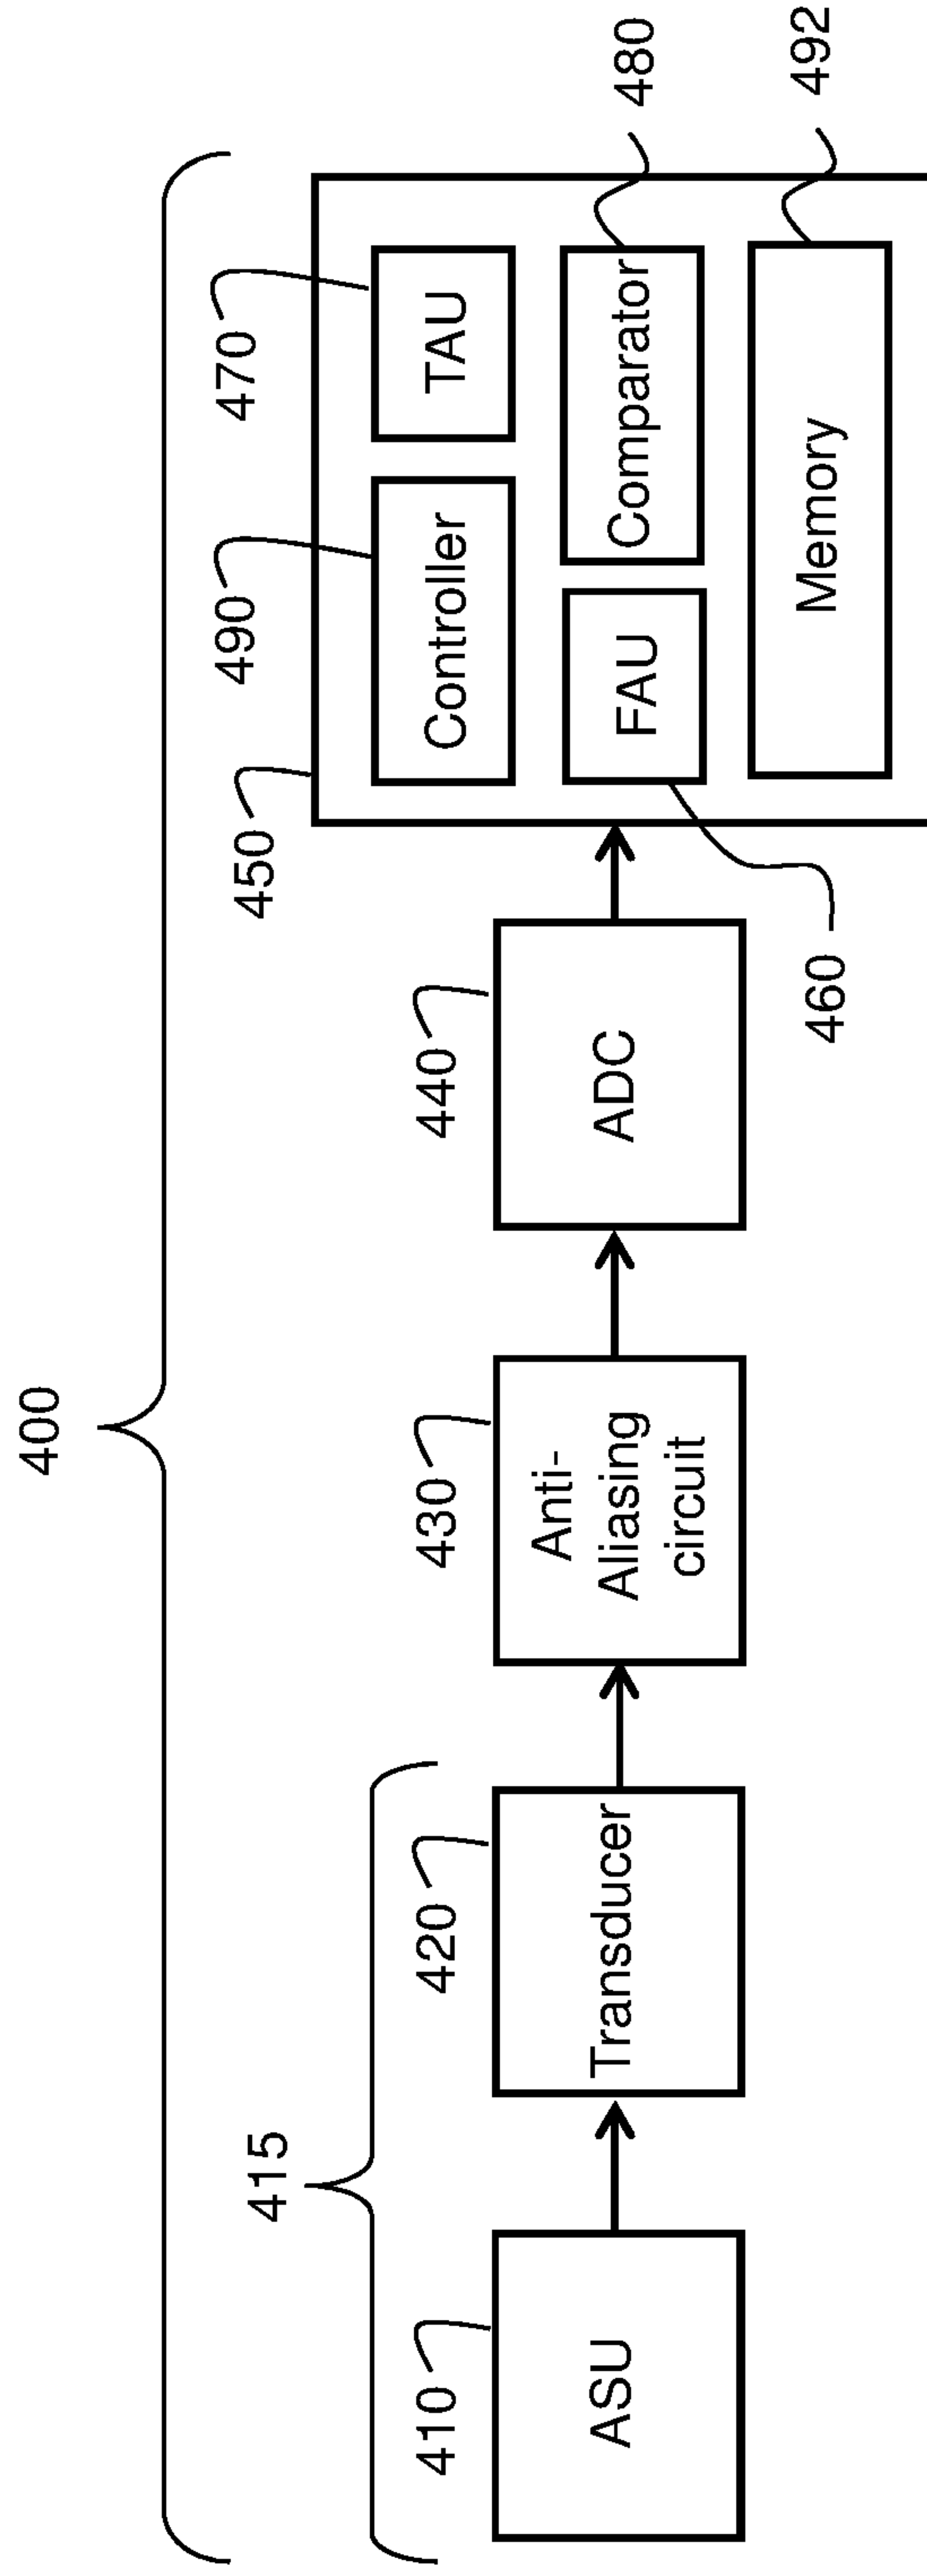 400
415
410
ASU
420
Transducer
430
Anti-
Aliasing
circuit
440
ADC
450
490
Controller
470
TAU
460
FAU
480
Comparator
492
Memory